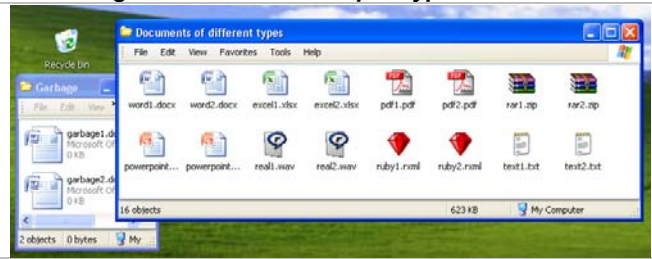 Documents of different types
File Edit View Favorites Tools Help
Recycle Bin
Garbage
File Edit View
word1.docx word2.docx excel1.xlsx excel2.xlsx pdf1.pdf pdf2.pdf rar1.zip rar2.zip
garbage1.do
Microsoft Of
0 KB
powerpoint... powerpoint... real1.wav real2.wav ruby1.rxml ruby2.rxml text1.txt text2.txt
garbage2.do
Microsoft Of
0 KB
16 objects 623 KB My Computer
2 objects 0 bytes My